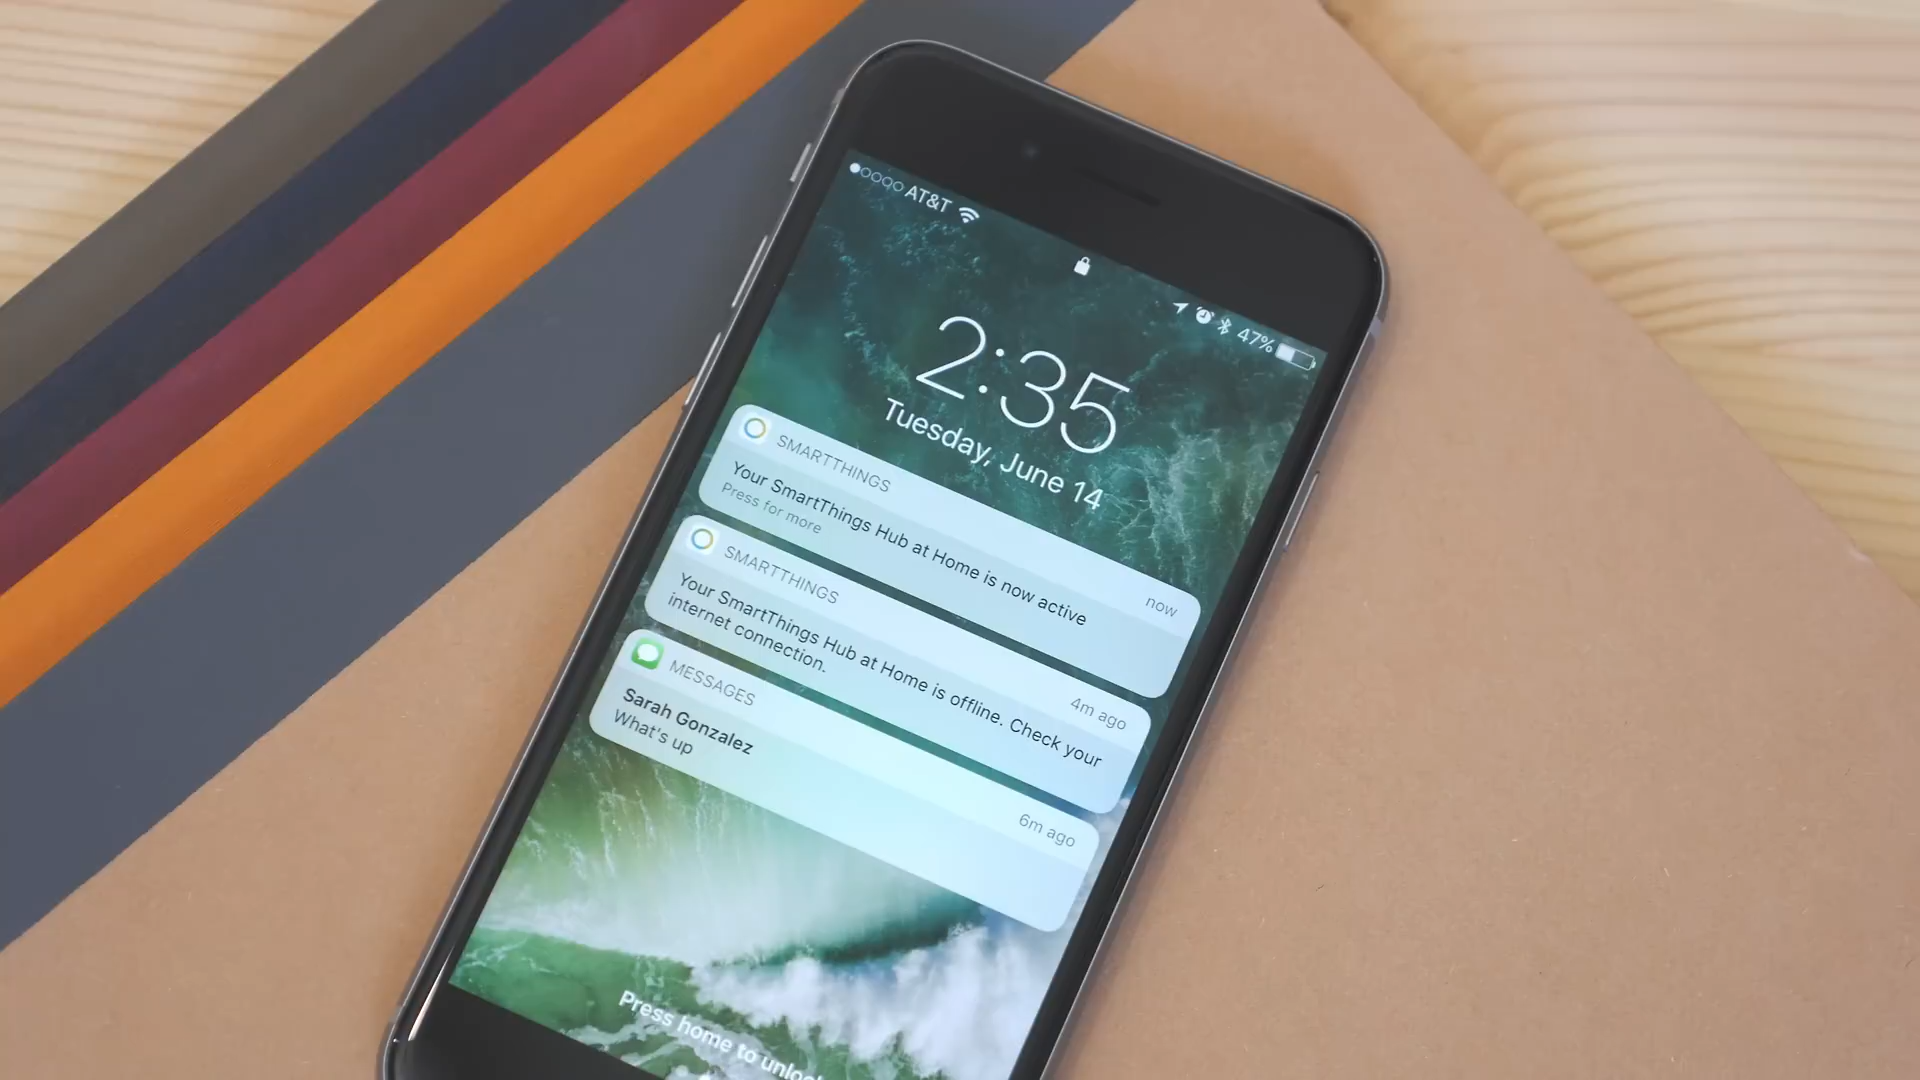 AT&T
47%
2:35
Tuesday, June 14
SMARTTHINGS
now
Your SmartThings Hub at Home is now active
Press for more
SMARTTHINGS
4m ago
Your SmartThings Hub at Home is offline. Check your
internet connection.
MESSAGES
6m ago
Sarah Gonzalez
What's up
Press home to unlock